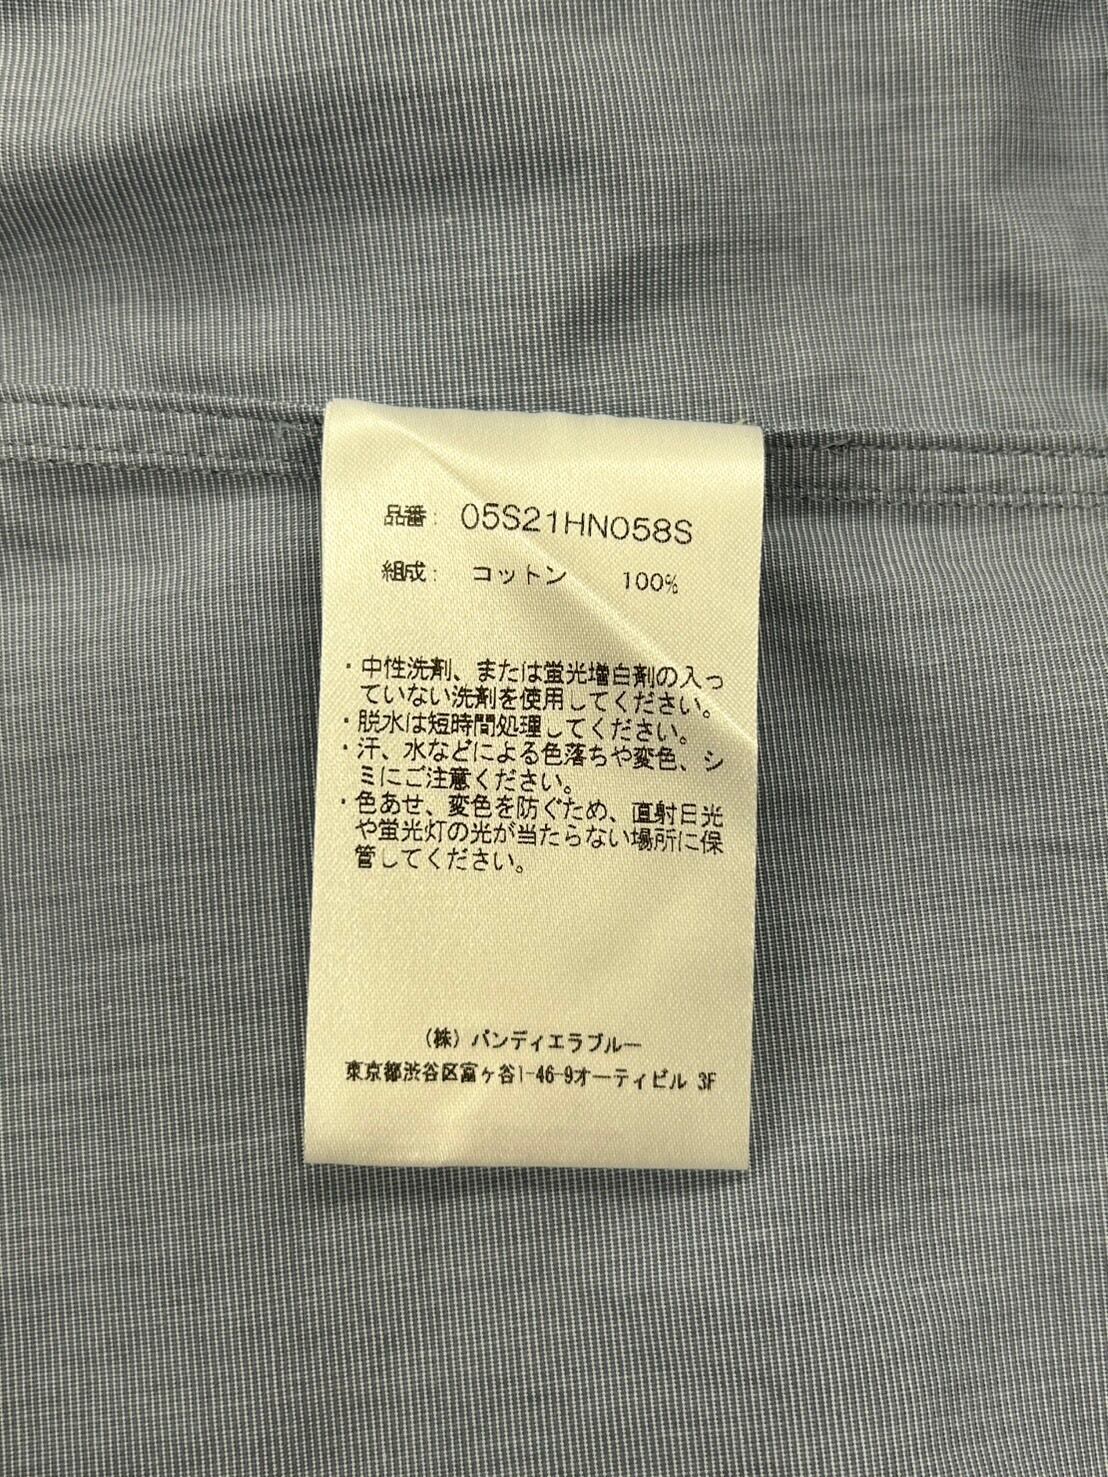 品番: 05S21HN058S
組成: コットン 100%
・中性洗剤、または蛍光増白剤の入っ
ていない洗剤を使用してください。
・脱水は短時間処理してください。
・汗、水などによる色落ちや変色、シ
ミにご注意ください。
・色あせ、変色を防ぐため、直射日光
や蛍光灯の光が当たらない場所に保
管してください。
(株)バンディエラブルー
東京都渋谷区富ヶ谷1-46-9オーティビル 3F